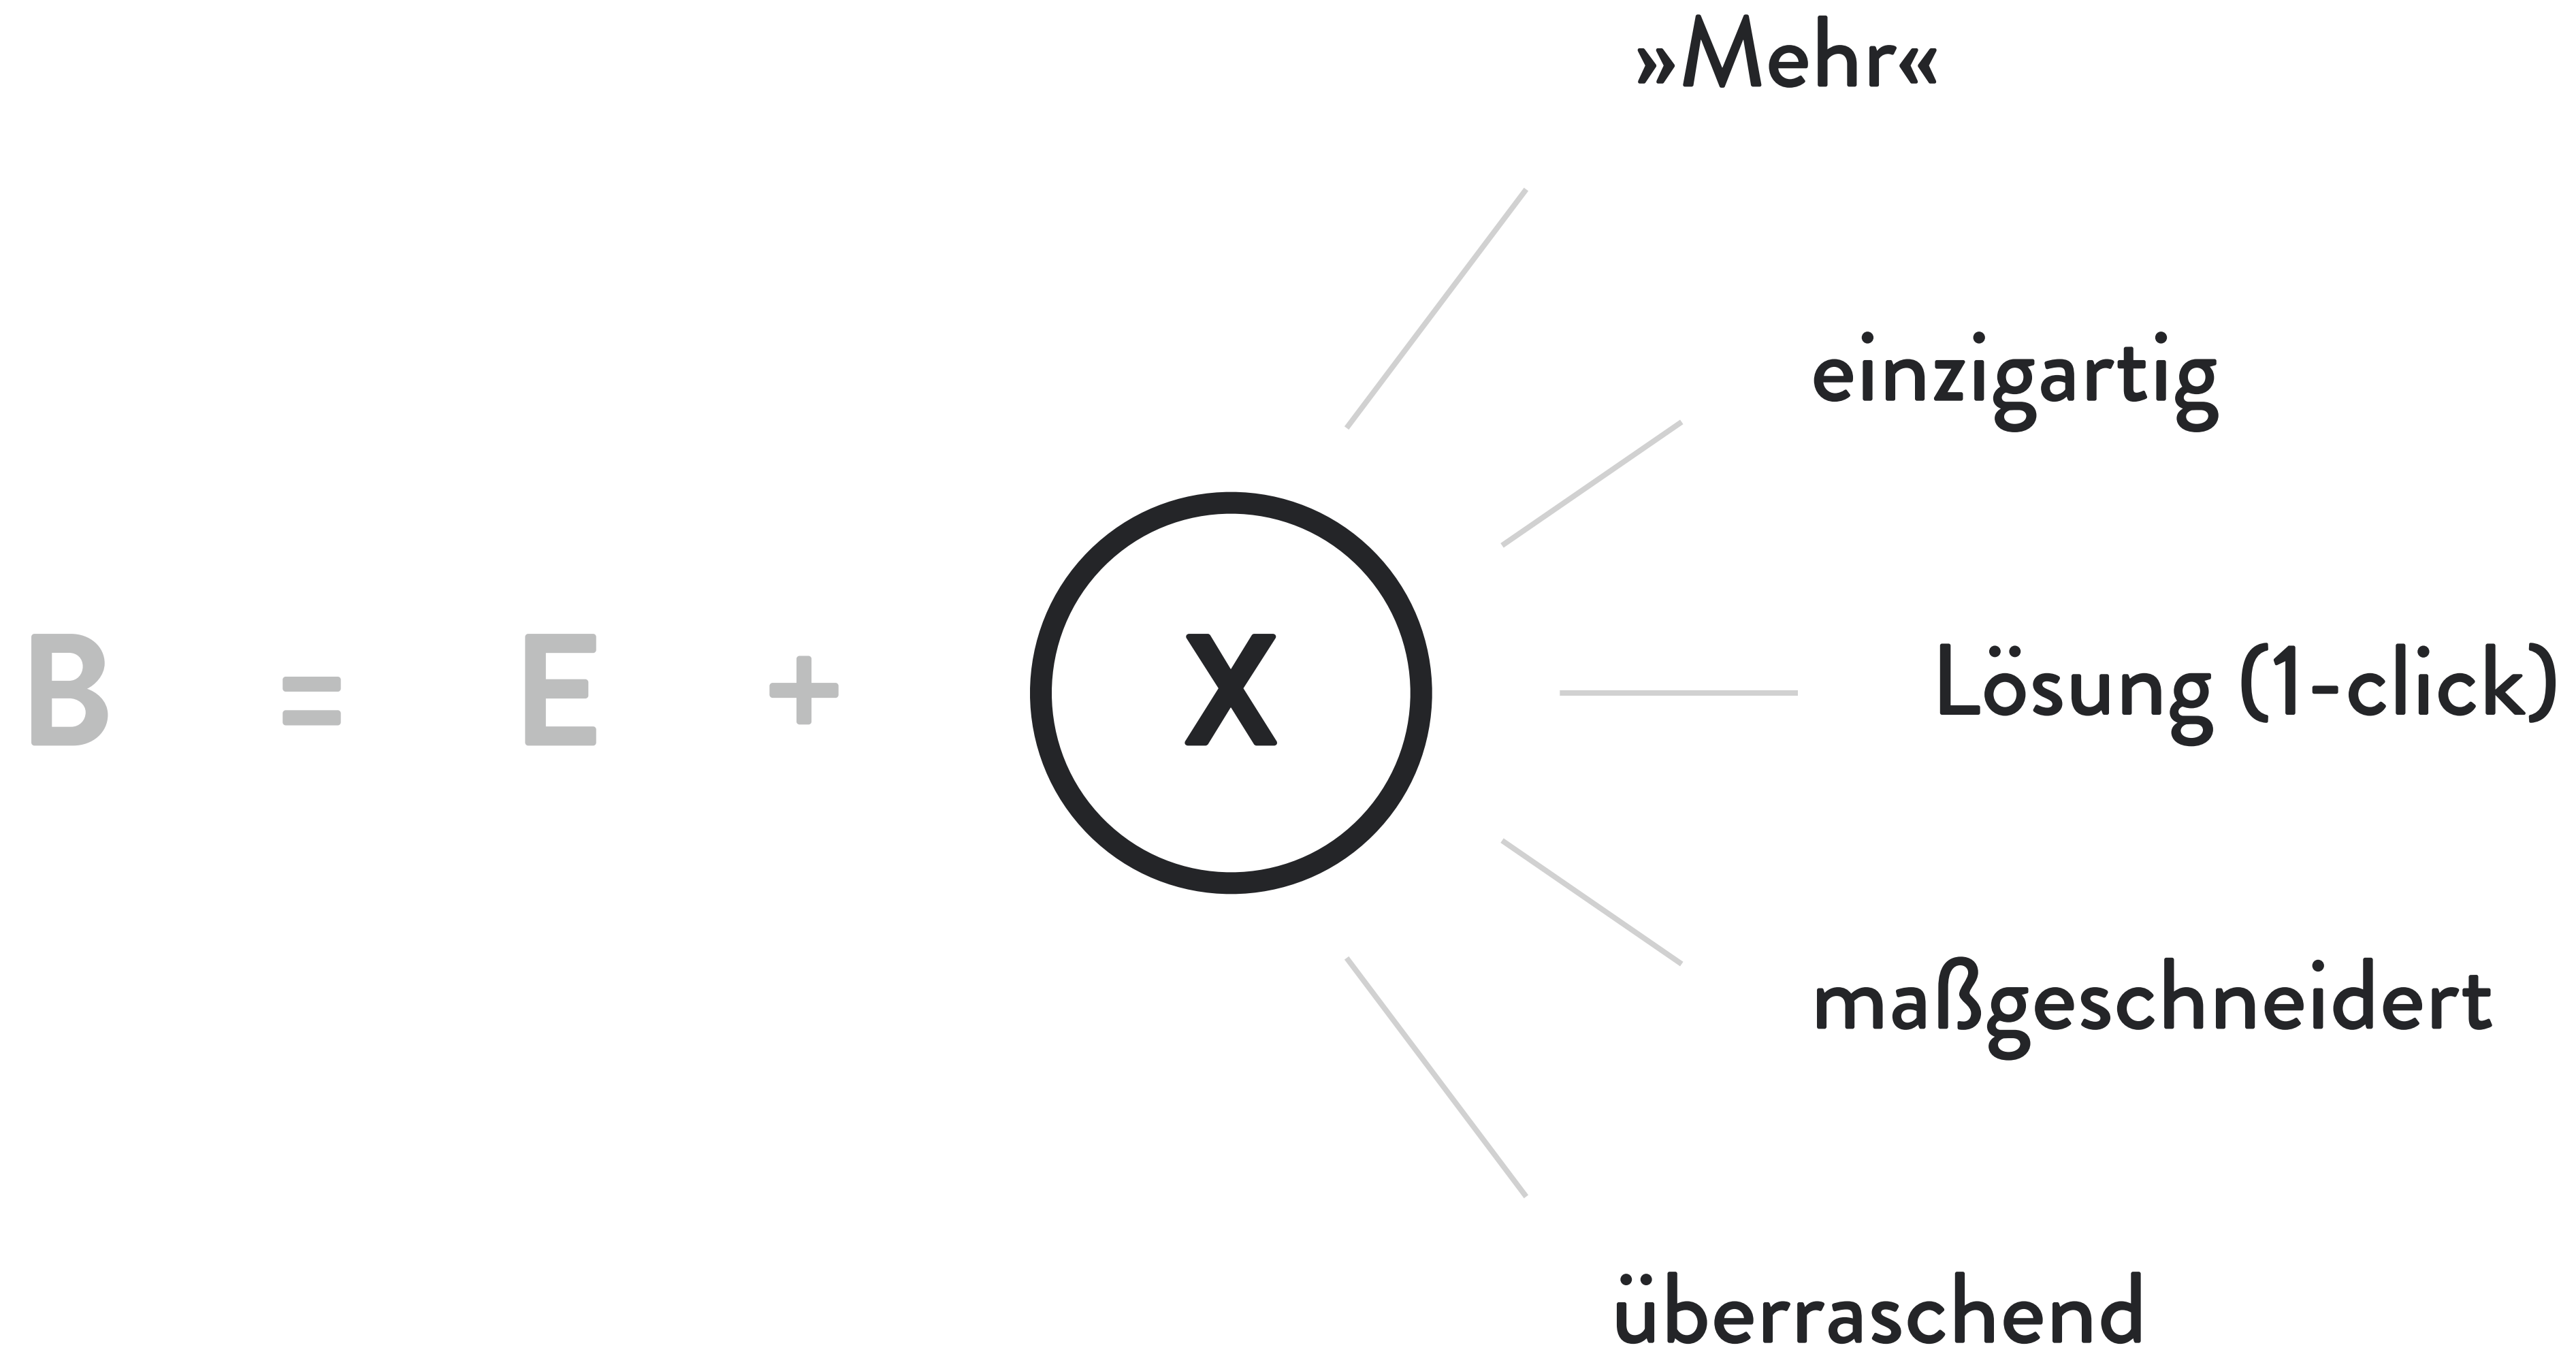 »Mehr«
einzigartig
B = E + X
Lösung (1-click)
maßgeschneidert
überraschend